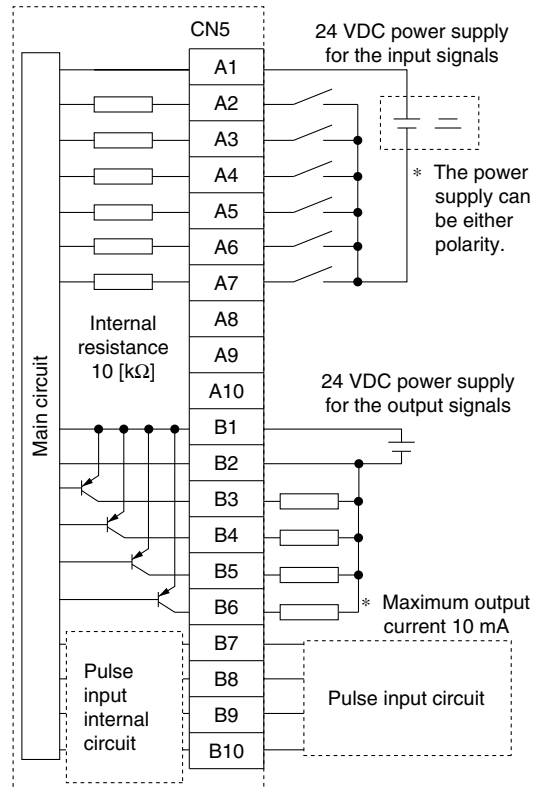 CN5
24 VDC power supply
for the input signals
A1
A2
A3
A4
A5
A6
A7
A8
A9
A10
B1
B2
B3
B4
B5
B6
B7
B8
B9
B10
* The power
supply can
be either
polarity.
Main circuit
Internal
resistance
10 [kΩ]
24 VDC power supply
for the output signals
* Maximum output
current 10 mA
Pulse
input
internal
circuit
Pulse input circuit